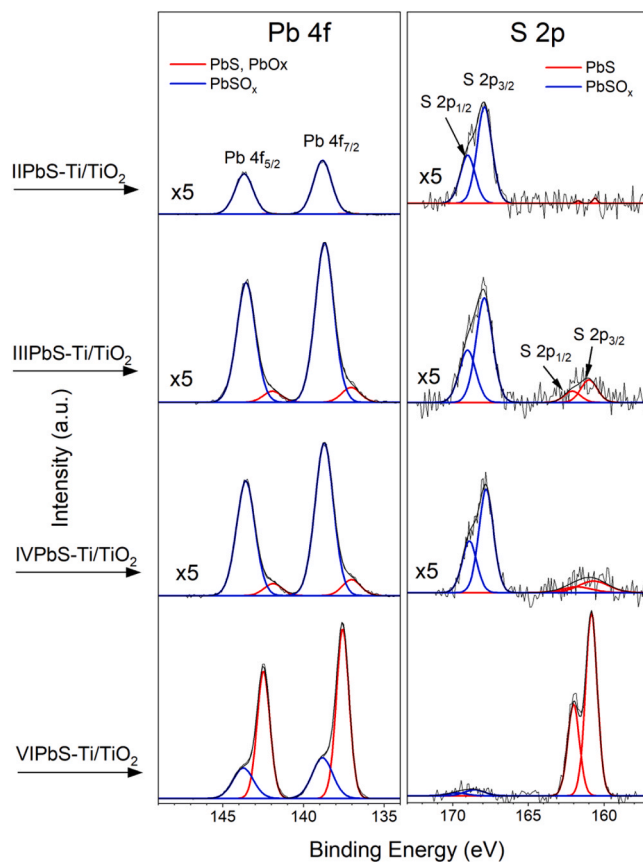 Pb 4f
S 2p
PbS, PbOx
PbSOₓ
PbS
PbSOₓ
S 2p₃/₂
S 2p₁/₂
Pb 4f₅/₂
Pb 4f₇/₂
IIPbS-Ti/TiO₂
x5
x5
IIIPbS-Ti/TiO₂
x5
x5
S 2p₁/₂
S 2p₃/₂
Intensity (a.u.)
IVPbS-Ti/TiO₂
x5
x5
VIPbS-Ti/TiO₂
145
140
135
170
165
160
Binding Energy (eV)